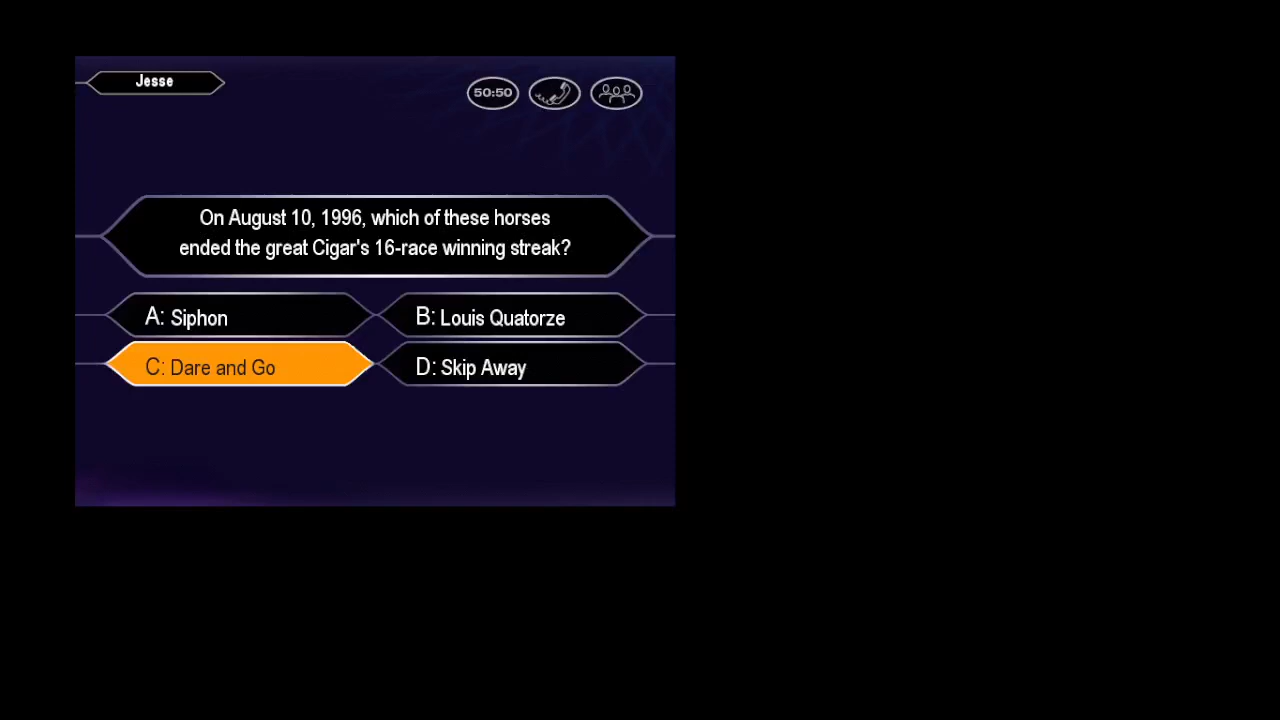 Jesse
50:50
On August 10, 1996, which of these horses
ended the great Cigar's 16-race winning streak?
A: Siphon
B: Louis Quatorze
C: Dare and Go
D: Skip Away